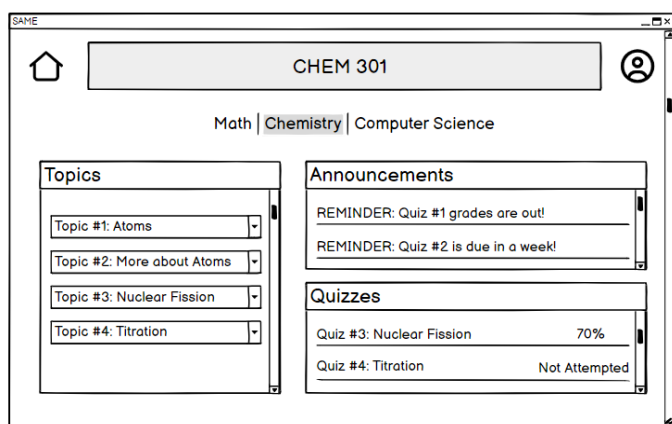 SAME
CHEM 301
Math | Chemistry | Computer Science
Topics
Topic #1: Atoms
Topic #2: More about Atoms
Topic #3: Nuclear Fission
Topic #4: Titration
Announcements
REMINDER: Quiz #1 grades are out!
REMINDER: Quiz #2 is due in a week!
Quizzes
Quiz #3: Nuclear Fission 70%
Quiz #4: Titration Not Attempted